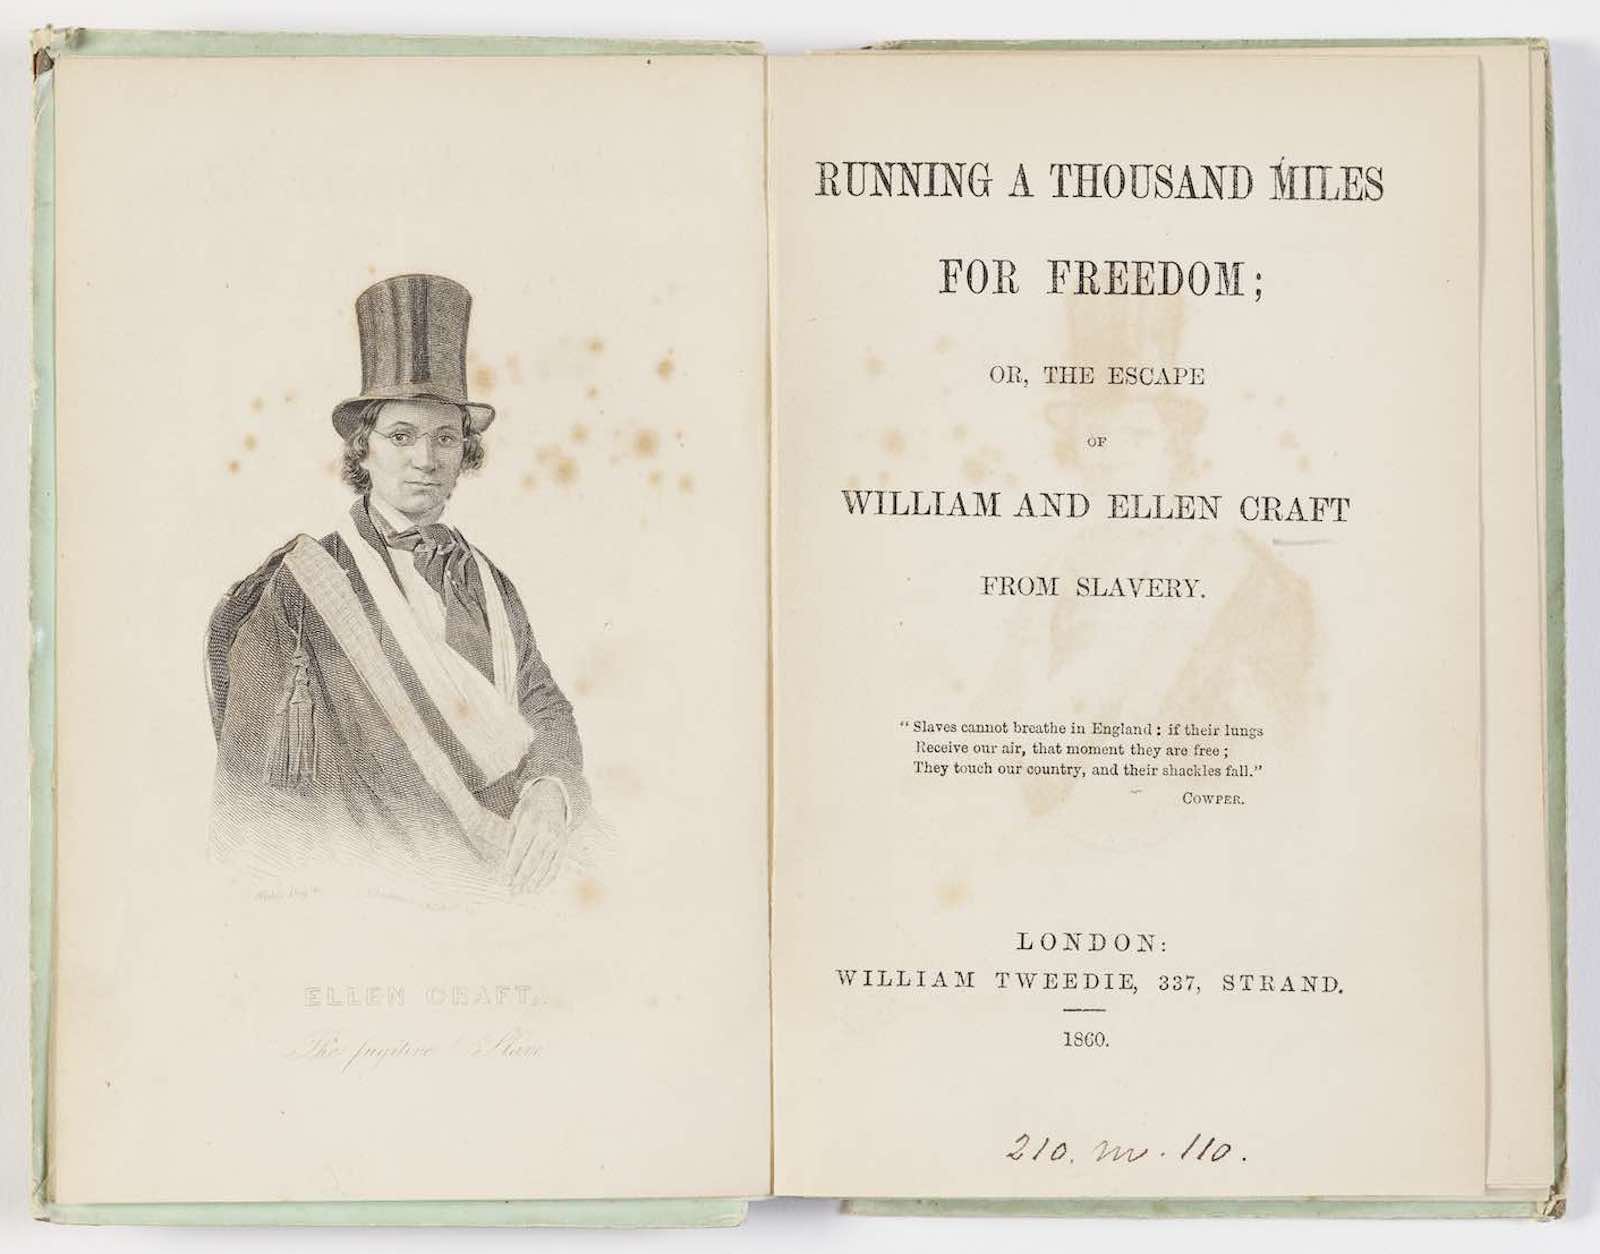 ELLEN CRAFT,
The fugitive Slave
RUNNING A THOUSAND MILES
FOR FREEDOM;
OR, THE ESCAPE
OF
WILLIAM AND ELLEN CRAFT
FROM SLAVERY.
"Slaves cannot breathe in England: if their lungs
Receive our air, that moment they are free;
They touch our country, and their shackles fall."
COWPER.
LONDON:
WILLIAM TWEEDIE, 337, STRAND.
1860.
210. m. 110.